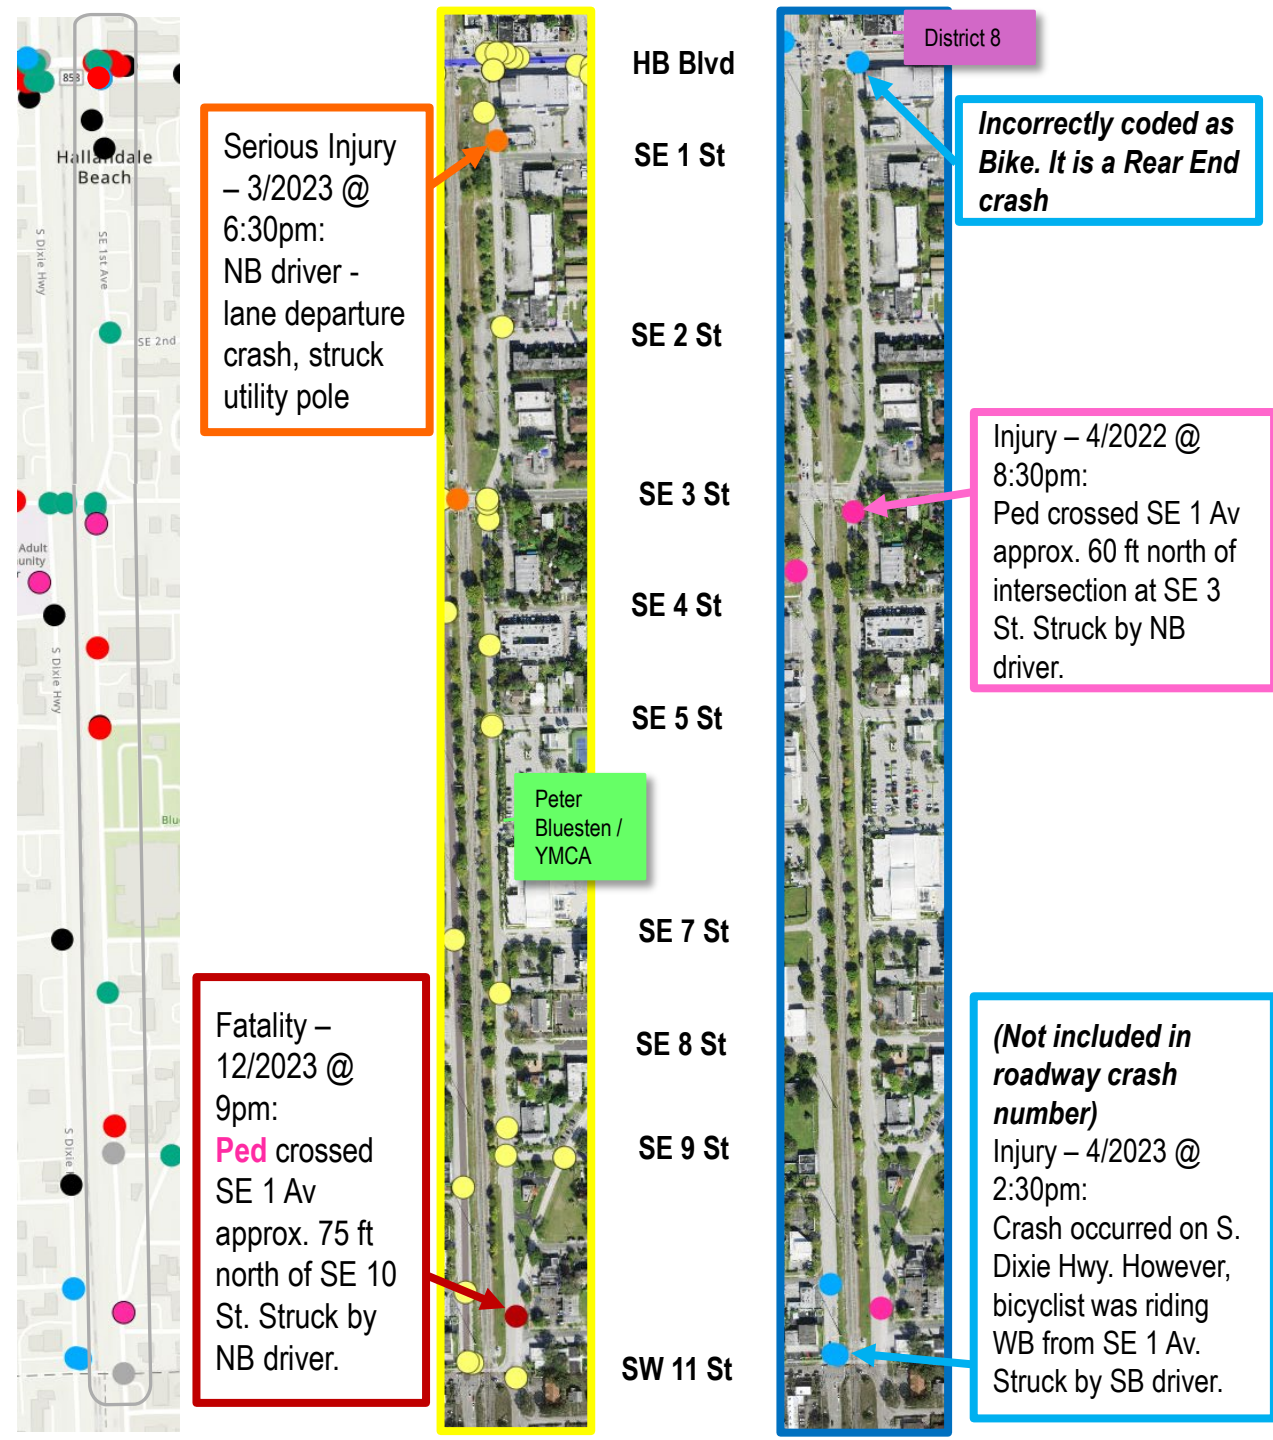 858
Hallandale
Beach
S Dixie Hwy
SE 1st Ave
SE 2nd
Adult
unity
r
S Dixie Hwy
Blu
S Dixie H
Serious Injury
– 3/2023 @
6:30pm:
NB driver -
lane departure
crash, struck
utility pole
Fatality –
12/2023 @
9pm:
Ped crossed
SE 1 Av
approx. 75 ft
north of SE 10
St. Struck by
NB driver.
Peter
Bluesten /
YMCA
HB Blvd
SE 1 St
SE 2 St
SE 3 St
SE 4 St
SE 5 St
SE 7 St
SE 8 St
SE 9 St
SW 11 St
District 8
Incorrectly coded as
Bike. It is a Rear End
crash
Injury – 4/2022 @
8:30pm:
Ped crossed SE 1 Av
approx. 60 ft north of
intersection at SE 3
St. Struck by NB
driver.
(Not included in
roadway crash
number)
Injury – 4/2023 @
2:30pm:
Crash occurred on S.
Dixie Hwy. However,
bicyclist was riding
WB from SE 1 Av.
Struck by SB driver.